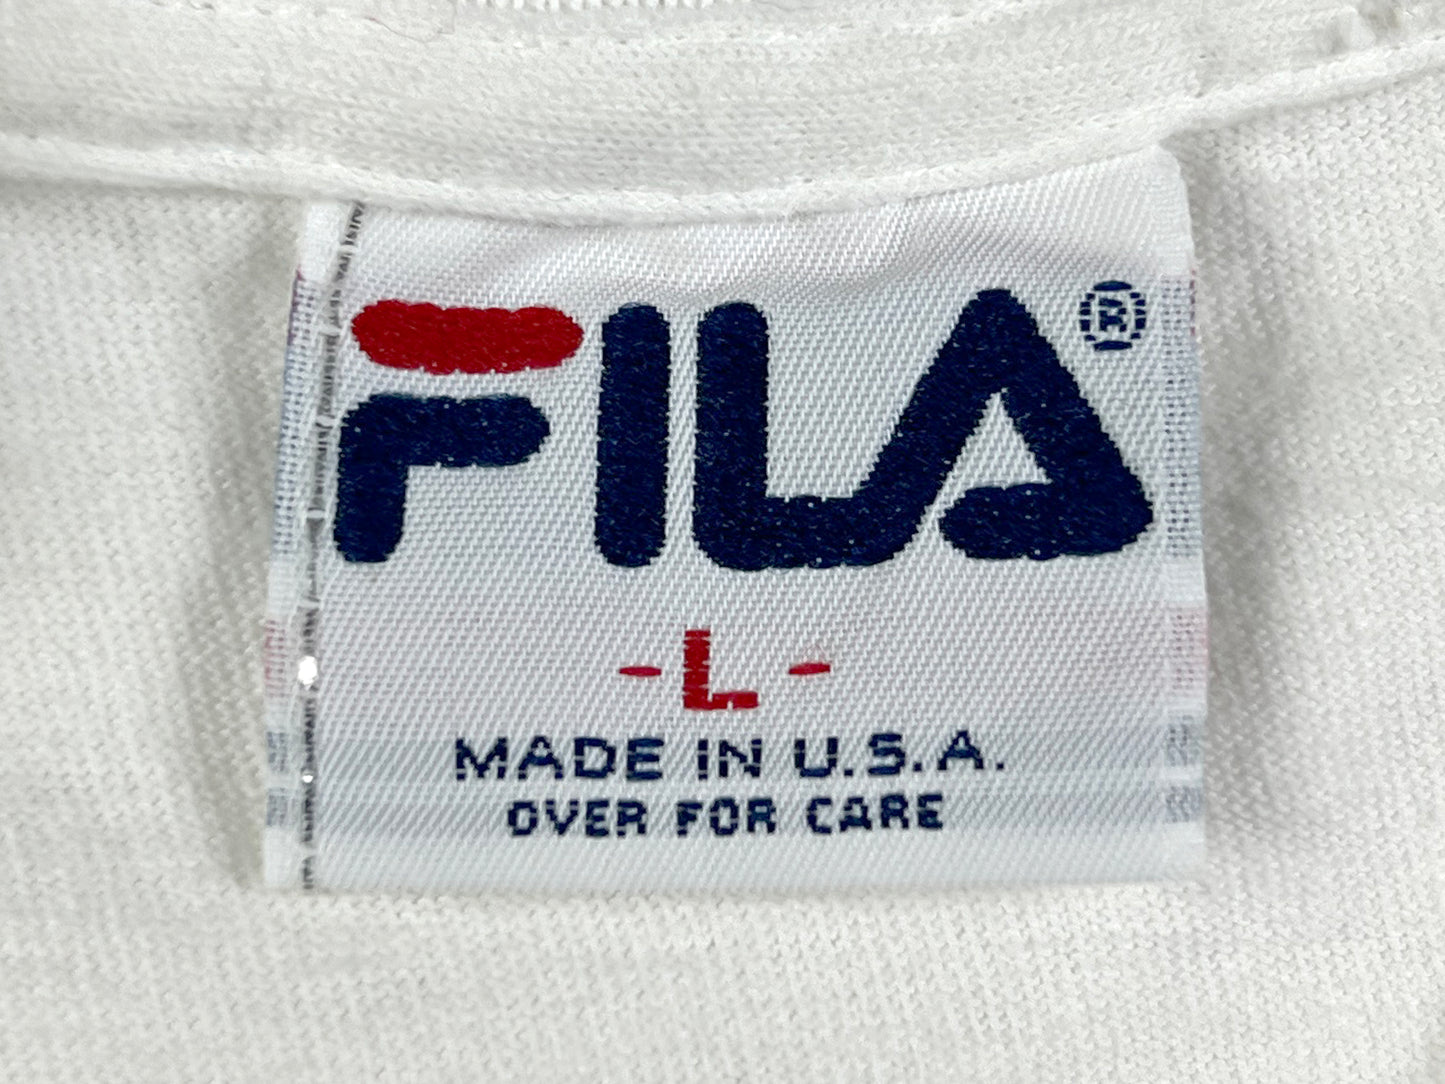 FILA®
- L -
MADE IN U.S.A.
OVER FOR CARE